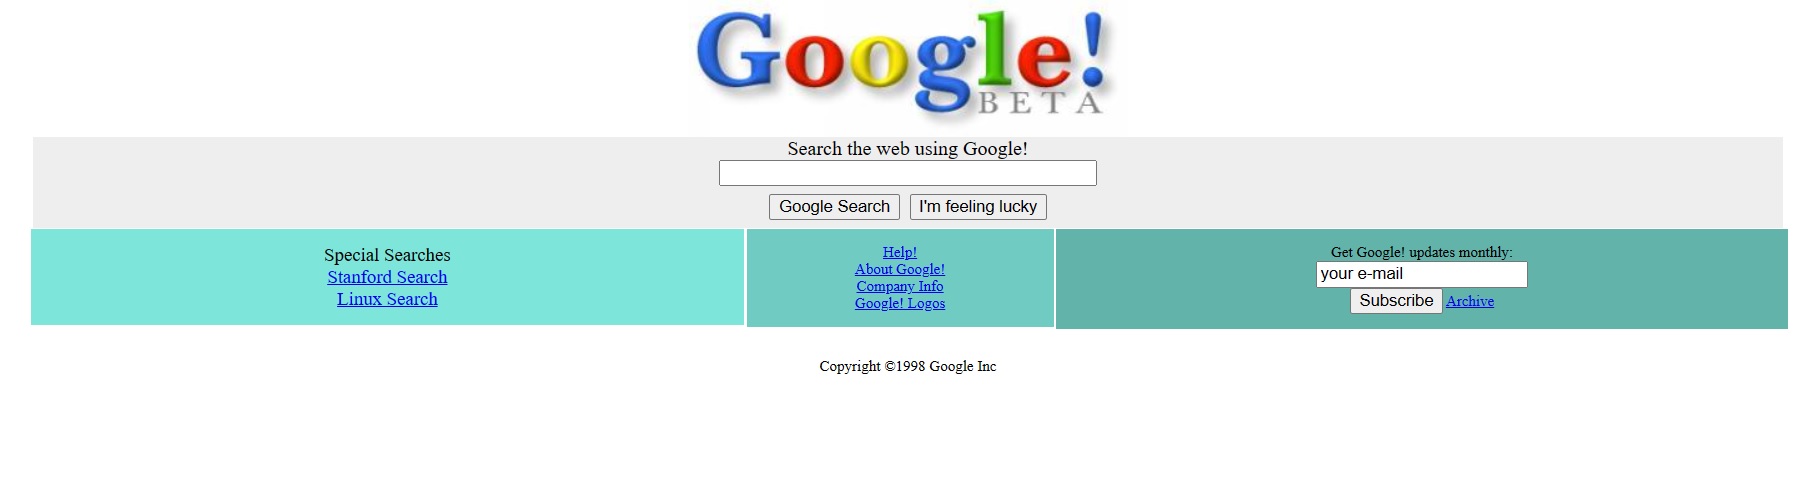 Google!
BETA
Search the web using Google!
Google Search I'm feeling lucky
Special Searches
Stanford Search
Linux Search
Help!
About Google!
Company Info
Google! Logos
Get Google! updates monthly:
your e-mail
Subscribe Archive
Copyright ©1998 Google Inc